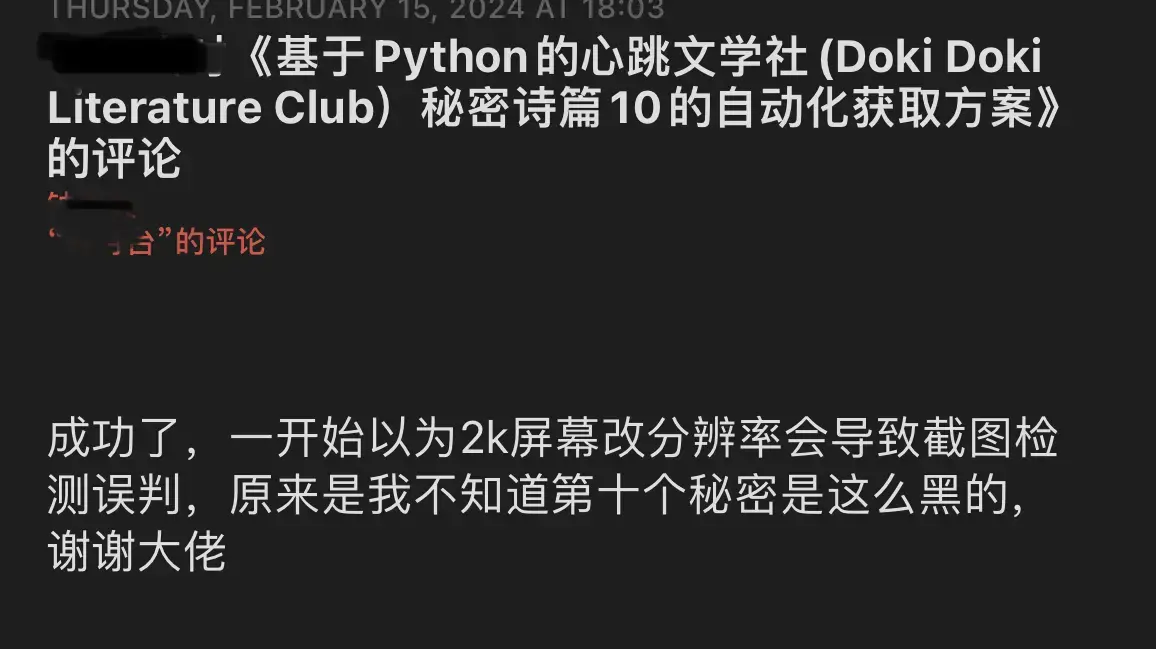 THURSDAY, FEBRUARY 15, 2024 AT 18:03
《基于Python的心跳文学社(Doki Doki
Literature Club）秘密诗篇10的自动化获取方案》
的评论
台”的评论
成功了，一开始以为2k屏幕改分辨率会导致截图检
测误判，原来是我不知道第十个秘密是这么黑的，
谢谢大佬